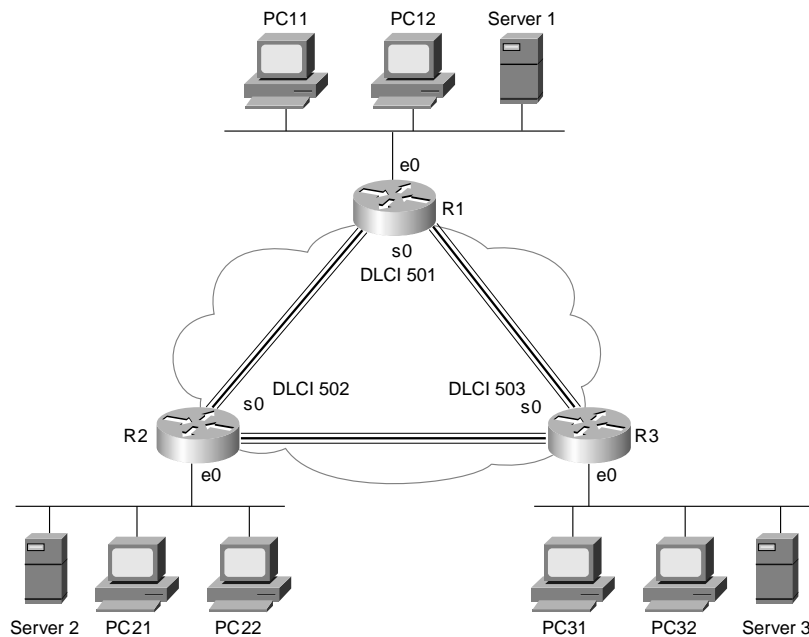 PC11 PC12 Server 1
e0
R1
s0
DLCI 501
DLCI 502 DLCI 503
s0 s0
R2 R3
e0 e0
Server 2 PC21 PC22 PC31 PC32 Server 3